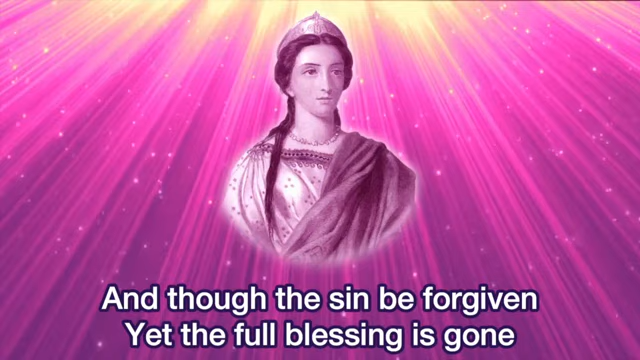 And though the sin be forgiven
Yet the full blessing is gone